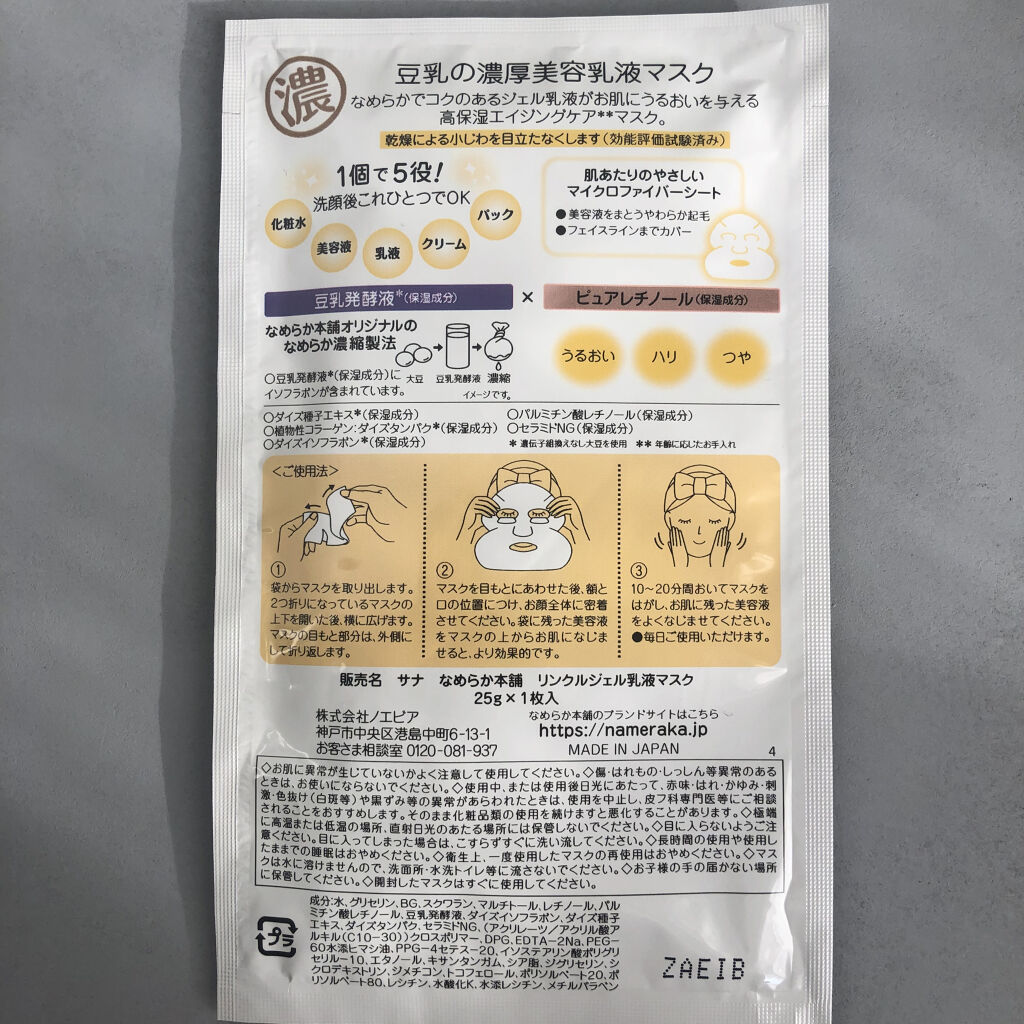 濃
豆乳の濃厚美容乳液マスク
なめらかでコクのあるジェル乳液がお肌にうるおいを与える
高保湿エイジングケア**マスク。
乾燥による小じわを目立たなくします(効能評価試験済み)
1個で5役!
洗顔後これひとつでOK
化粧水
美容液
乳液
クリーム
パック
肌あたりのやさしい
マイクロファイバーシート
●美容液をまとうやわらか起毛
●フェイスラインまでカバー
豆乳発酵液*(保湿成分)
×
ピュアレチノール(保湿成分)
なめらか本舗オリジナルの
なめらか濃縮製法
大豆
豆乳発酵液
濃縮
イメージです。
○豆乳発酵液*(保湿成分)に
イソフラボンが含まれています。
うるおい
ハリ
つや
○ダイズ種子エキス*(保湿成分)
○植物性コラーゲン:ダイズタンパク*(保湿成分)
○ダイズイソフラボン*(保湿成分)
○パルミチン酸レチノール(保湿成分)
○セラミドNG(保湿成分)
* 遺伝子組換えなし大豆を使用 ** 年齢に応じたお手入れ
<ご使用法>
①
袋からマスクを取り出します。
2つ折りになっているマスクの
上下を開いた後、横に広げます。
マスクの目もと部分は、外側に
して折り返します。
②
マスクを目もとにあわせた後、額と
口の位置につけ、お顔全体に密着
させてください。袋に残った美容液
をマスクの上からお肌になじま
せると、より効果的です。
③
10~20分間おいてマスクを
はがし、お肌に残った美容液
をよくなじませてください。
●毎日ご使用いただけます。
販売名 サナ なめらか本舗 リンクルジェル乳液マスク
25g×1枚入
株式会社ノエビア
神戸市中央区港島中町6-13-1
お客さま相談室 0120-081-937
なめらか本舗のブランドサイトはこちら
https://nameraka.jp
MADE IN JAPAN
4
◇お肌に異常が生じていないかよく注意して使用してください。◇傷・はれもの・しっしん等異常のある
ときは、お使いにならないでください。◇使用中、または使用後日光にあたって、赤味・はれ・かゆみ・刺
激・色抜け(白斑等)や黒ずみ等の異常があらわれたときは、使用を中止し、皮フ科専門医等にご相談
されることをおすすめします。そのまま化粧品類の使用を続けますと悪化することがあります。◇極端
に高温または低温の場所、直射日光のあたる場所には保管しないでください。◇目に入らないようご注
意ください。目に入ってしまった場合は、こすらずすぐに洗い流してください。◇長時間の使用や使用し
たままでの睡眠はおやめください。◇衛生上、一度使用したマスクの再使用はおやめください。◇マス
クは水に溶けませんので、洗面所・水洗トイレ等に流さないでください。◇お子様の手の届かない場所
に保管してください。◇開封したマスクはすぐに使用してください。
プラ
成分:水、グリセリン、BG、スクワラン、マルチトール、レチノール、パル
ミチン酸レチノール、豆乳発酵液、ダイズイソフラボン、ダイズ種子
エキス、ダイズタンパク、セラミドNG、(アクリレーツ/アクリル酸ア
ルキル(C10-30))クロスポリマー、DPG、EDTA-2Na、PEG-
60水添ヒマシ油、PPG-4セテス-20、イソステアリン酸ポリグリ
セリル-10、エタノール、キサンタンガム、シア脂、ジグリセリン、シ
クロデキストリン、ジメチコン、トコフェロール、ポリソルベート20、ポ
リソルベート80、レシチン、水酸化K、水添レシチン、メチルパラベン
ZAEIB